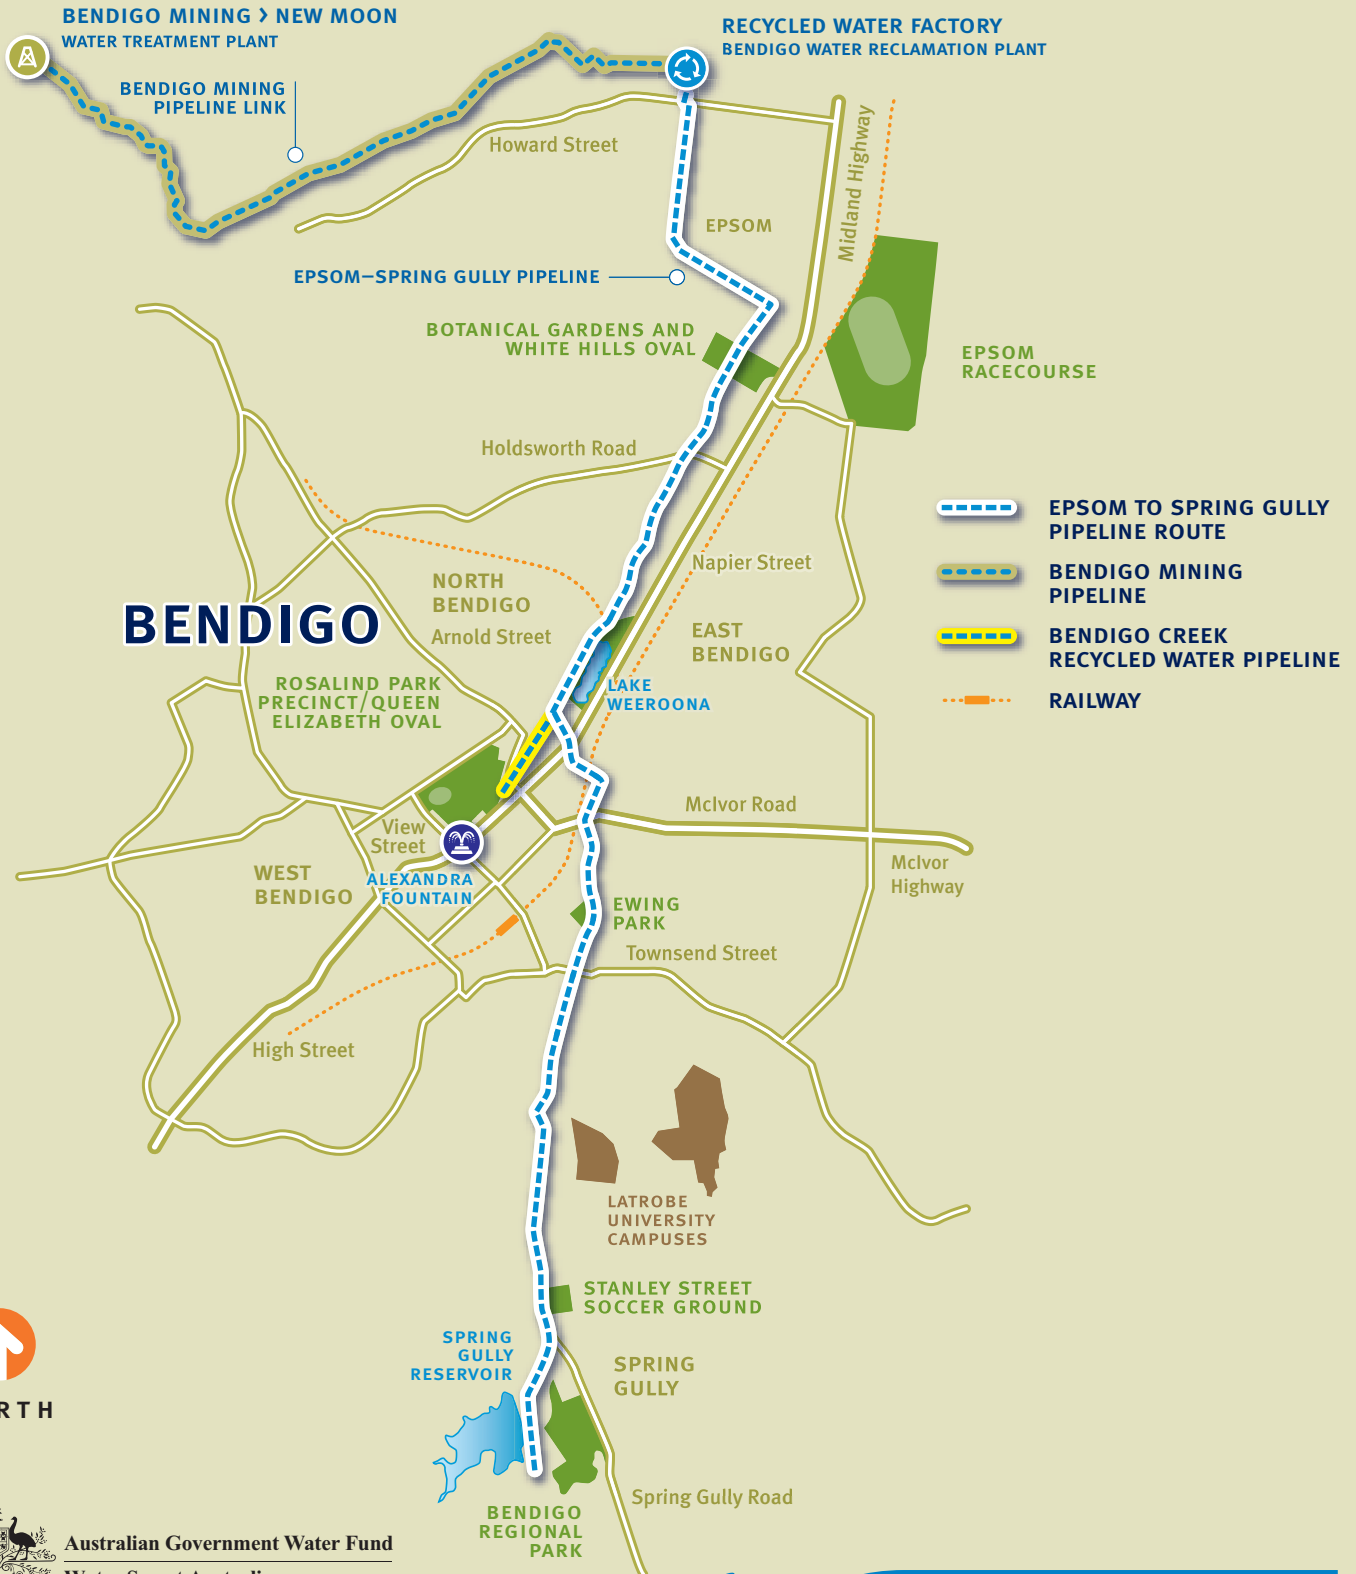 BENDIGO MINING > NEW MOON
WATER TREATMENT PLANT
RECYCLED WATER FACTORY
BENDIGO WATER RECLAMATION PLANT
BENDIGO MINING
PIPELINE LINK
Howard Street
Midland Highway
EPSOM
EPSOM–SPRING GULLY PIPELINE
BOTANICAL GARDENS AND
WHITE HILLS OVAL
EPSOM
RACECOURSE
Holdsworth Road
EPSOM TO SPRING GULLY
PIPELINE ROUTE
BENDIGO MINING
PIPELINE
BENDIGO CREEK
RECYCLED WATER PIPELINE
RAILWAY
Napier Street
NORTH
BENDIGO
BENDIGO
Arnold Street
EAST
BENDIGO
ROSALIND PARK
PRECINCT/QUEEN
ELIZABETH OVAL
LAKE
WEEROONA
McIvor Road
View
Street
McIvor
Highway
WEST
BENDIGO
ALEXANDRA
FOUNTAIN
EWING
PARK
Townsend Street
High Street
LATROBE
UNIVERSITY
CAMPUSES
STANLEY STREET
SOCCER GROUND
SPRING
GULLY
RESERVOIR
SPRING
GULLY
RTH
Spring Gully Road
BENDIGO
REGIONAL
PARK
Australian Government Water Fund